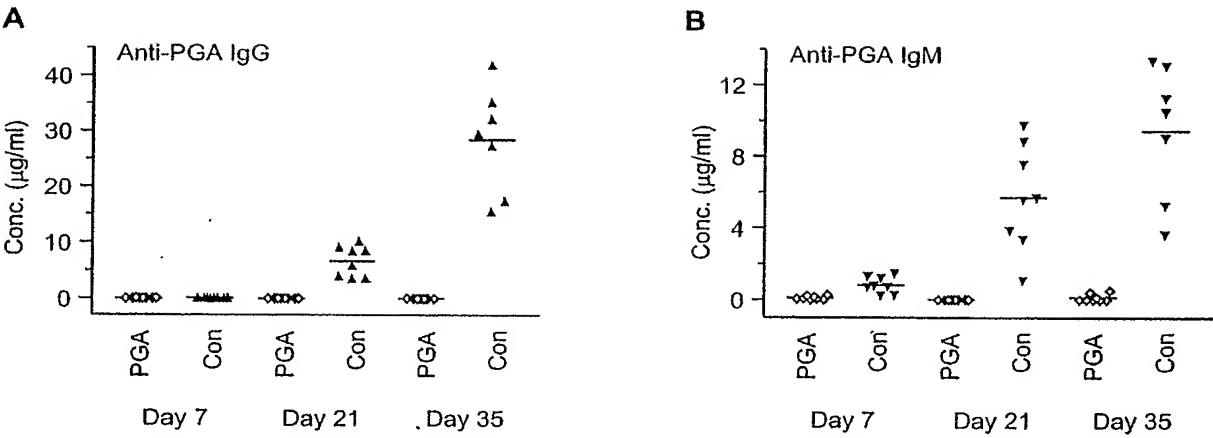 A
Anti-PGA IgG
Conc. (µg/ml)
40
30
20
10
0
PGA
Con
PGA
Con
PGA
Con
Day 7
Day 21
Day 35
B
Anti-PGA IgM
Conc. (µg/ml)
12
8
4
0
PGA
Con
PGA
Con
PGA
Con
Day 7
Day 21
Day 35